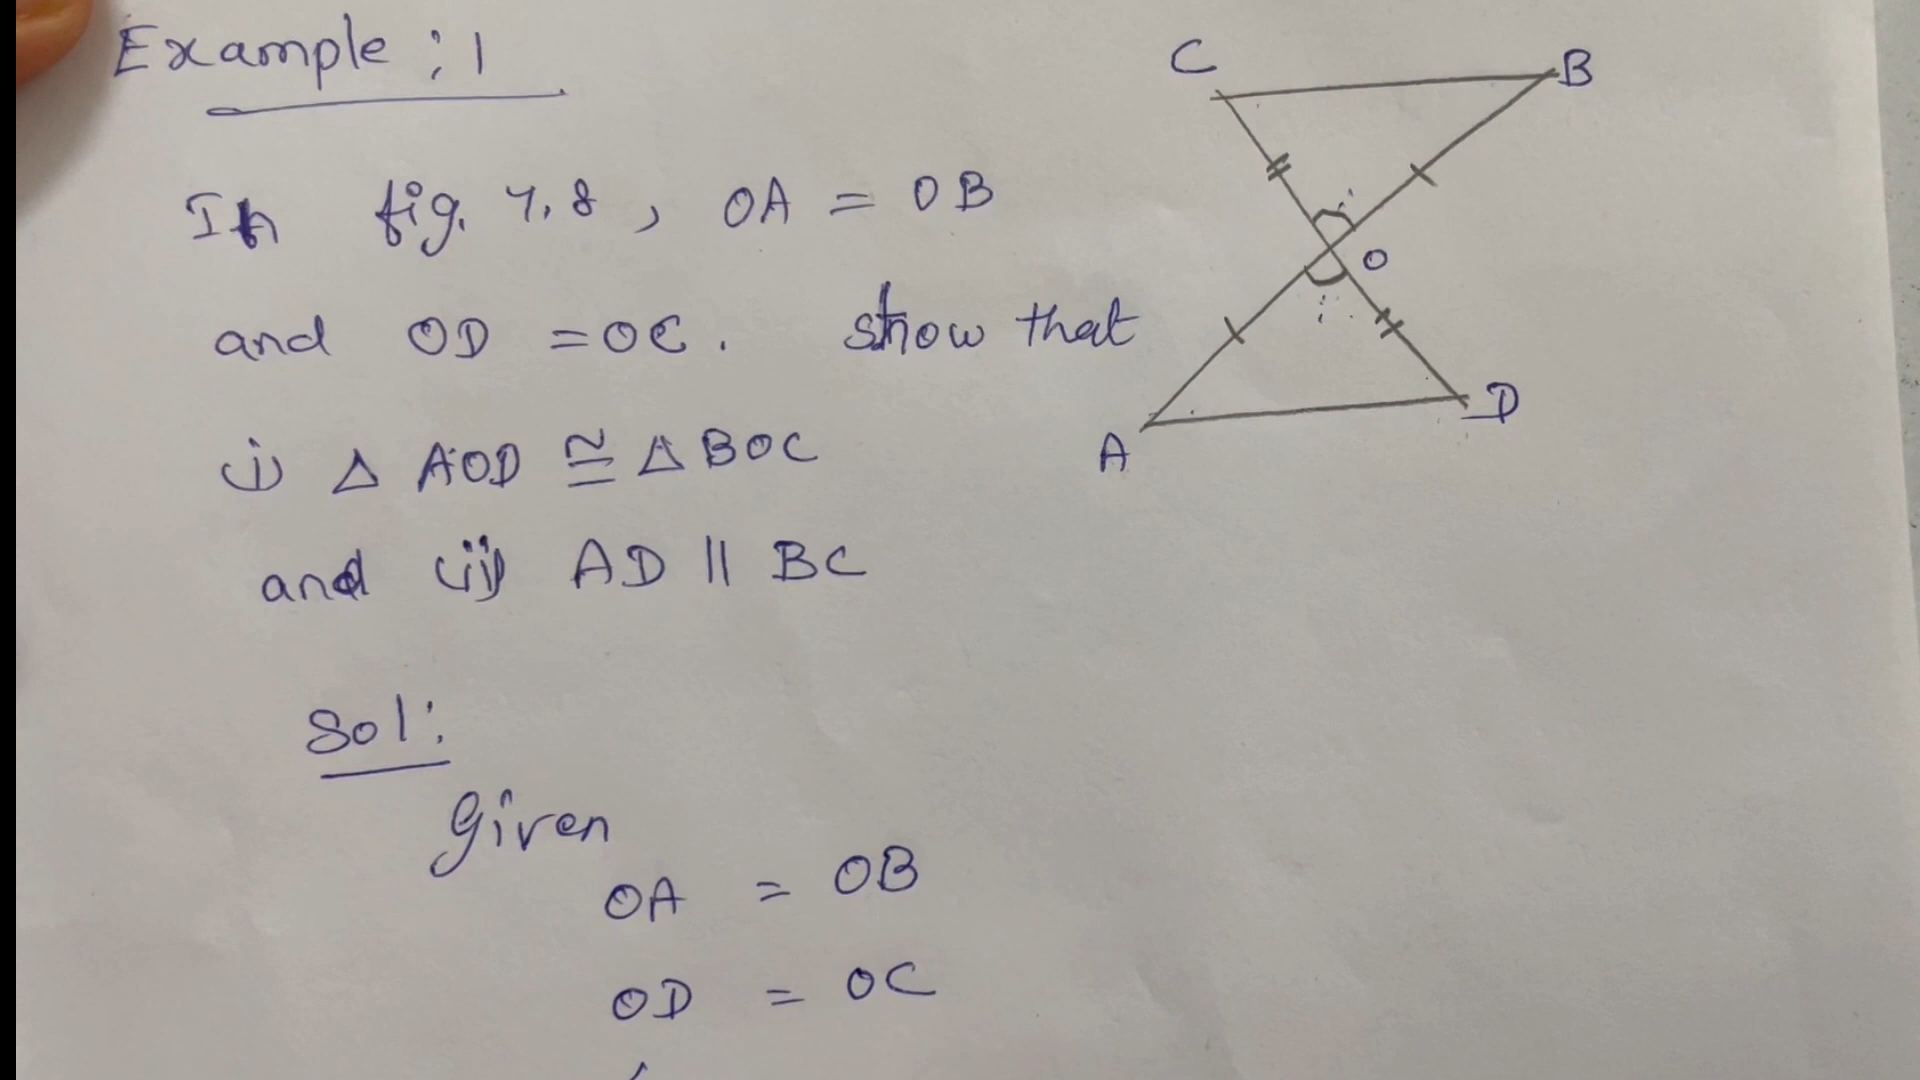 Example : 1
In fig. 7.8, OA = OB
and OD = OC. show that
(i) △ AOD ≅ △ BOC
and (ii) AD || BC
Sol:
Given
OA = OB
OD = OC
C
B
O
A
D